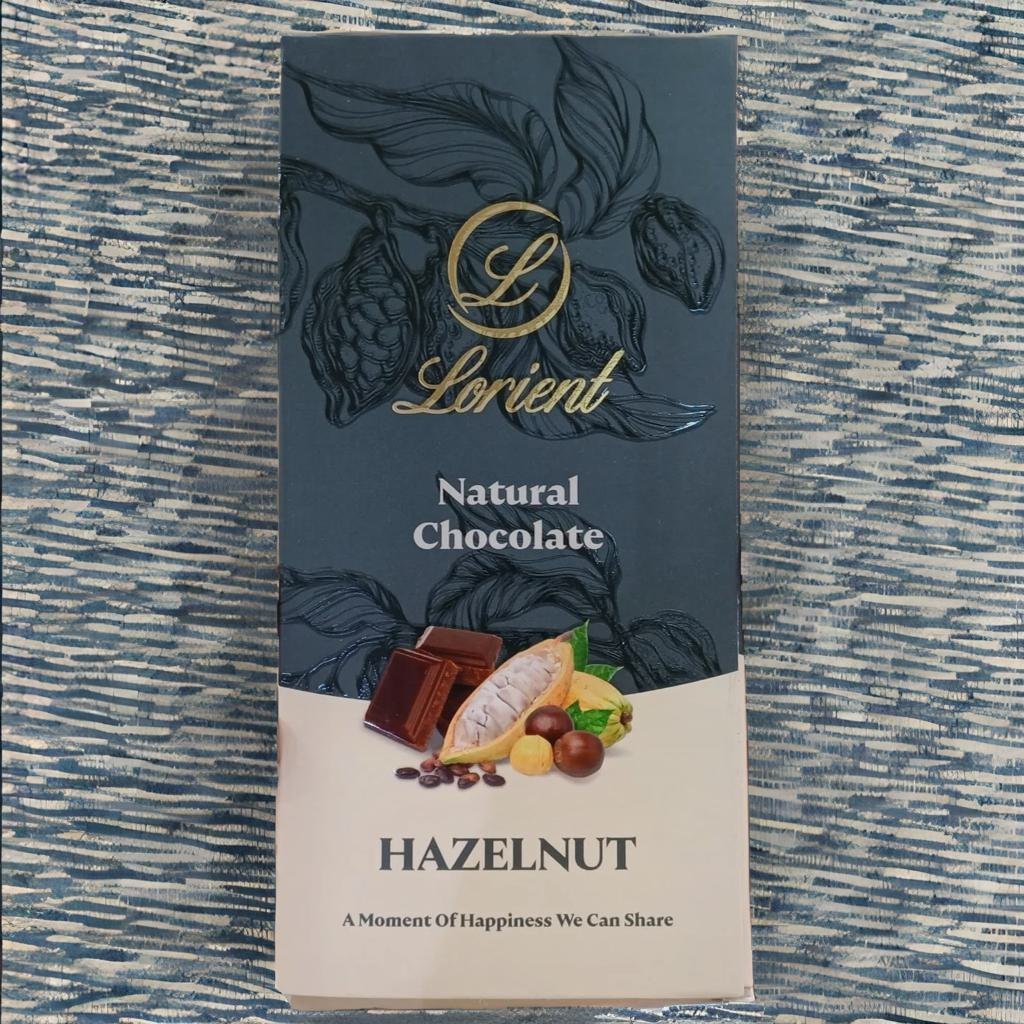 L
Lorient
Natural
Chocolate
HAZELNUT
A Moment Of Happiness We Can Share